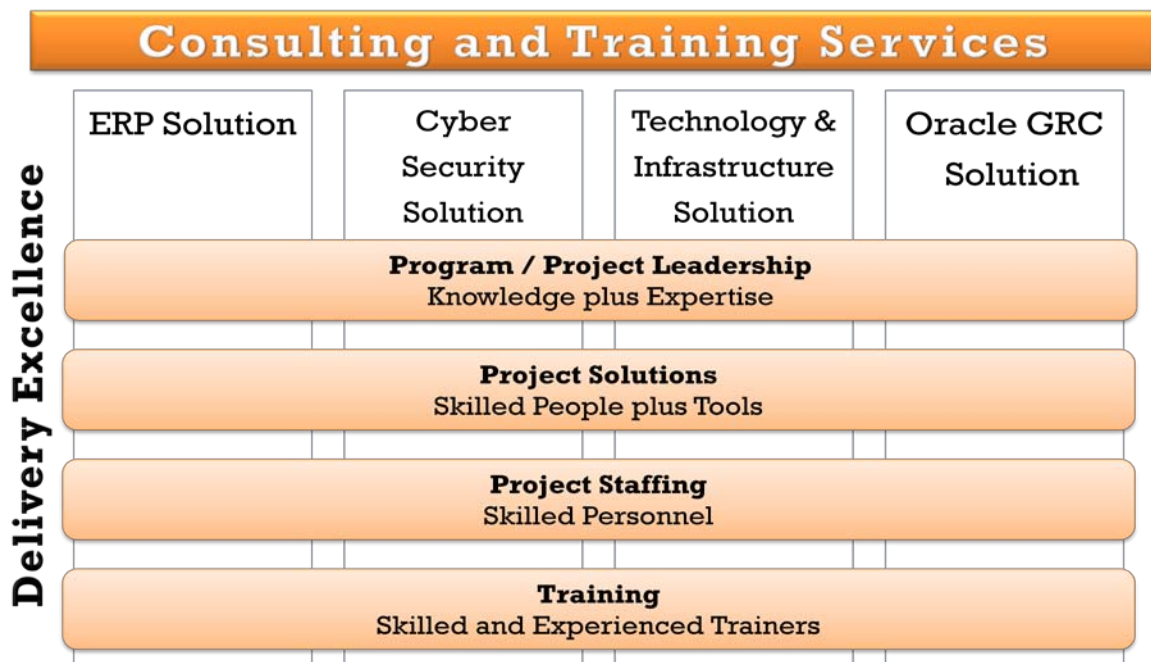 Consulting and Training Services
ERP Solution
Cyber
Security
Solution
Technology &
Infrastructure
Solution
Oracle GRC
Solution
Delivery Excellence
Program / Project Leadership
Knowledge plus Expertise
Project Solutions
Skilled People plus Tools
Project Staffing
Skilled Personnel
Training
Skilled and Experienced Trainers